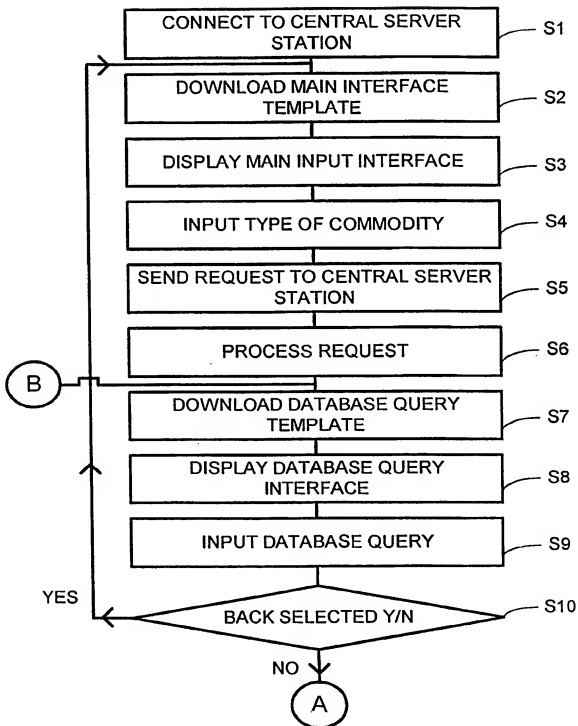 CONNECT TO CENTRAL SERVER
STATION
S1
DOWNLOAD MAIN INTERFACE
TEMPLATE
S2
DISPLAY MAIN INPUT INTERFACE
S3
INPUT TYPE OF COMMODITY
S4
SEND REQUEST TO CENTRAL SERVER
STATION
S5
PROCESS REQUEST
S6
B
DOWNLOAD DATABASE QUERY
TEMPLATE
S7
DISPLAY DATABASE QUERY
INTERFACE
S8
INPUT DATABASE QUERY
S9
YES
BACK SELECTED Y/N
S10
NO
A